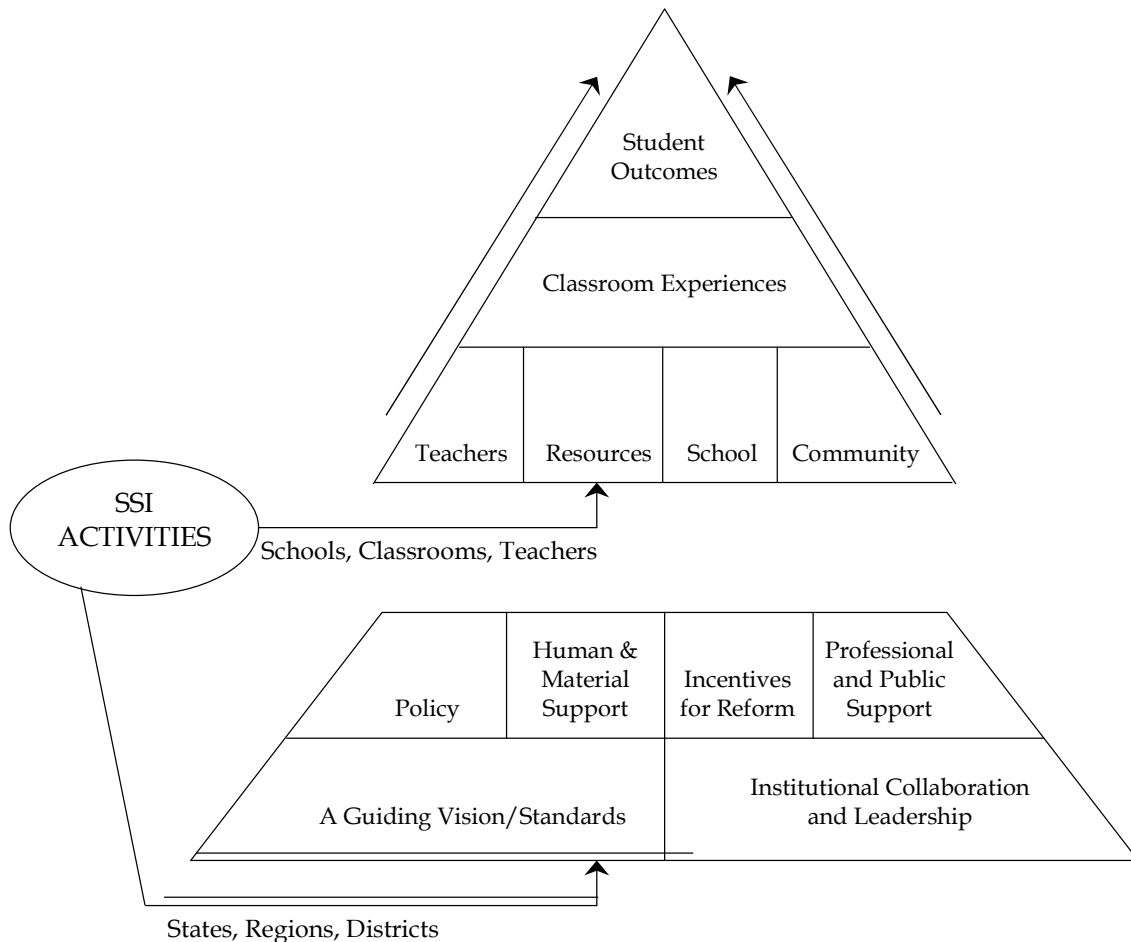 Student
Outcomes
Classroom Experiences
Teachers
Resources
School
Community
SSI
ACTIVITIES
Schools, Classrooms, Teachers
Policy
Human &
Material
Support
Incentives
for Reform
Professional
and Public
Support
A Guiding Vision/Standards
Institutional Collaboration
and Leadership
States, Regions, Districts